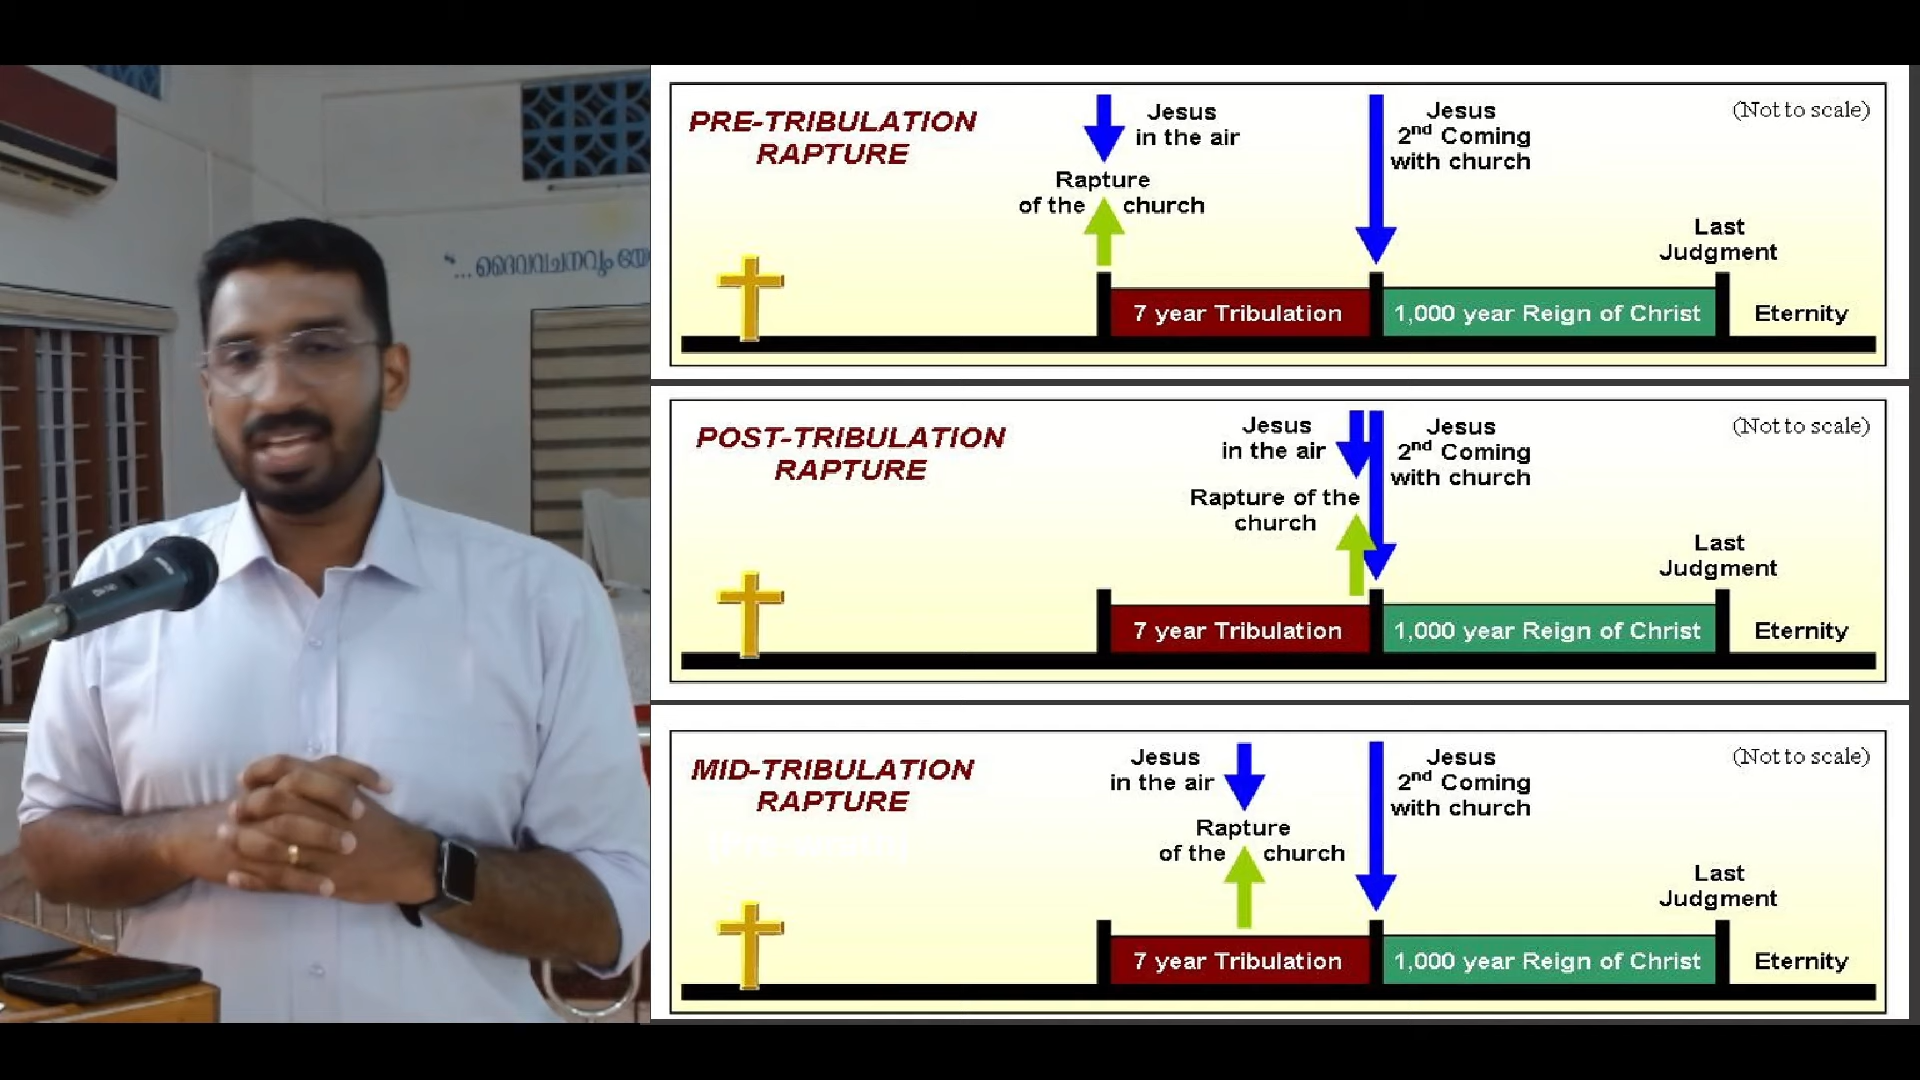 "... ദൈവവചനവും യേ
PRE-TRIBULATION
RAPTURE
Jesus
in the air
Rapture
of the church
Jesus
2nd Coming
with church
(Not to scale)
Last
Judgment
7 year Tribulation
1,000 year Reign of Christ
Eternity
POST-TRIBULATION
RAPTURE
Jesus
in the air
Rapture of the
church
Jesus
2nd Coming
with church
(Not to scale)
Last
Judgment
7 year Tribulation
1,000 year Reign of Christ
Eternity
MID-TRIBULATION
RAPTURE
Jesus
in the air
Rapture
of the church
Jesus
2nd Coming
with church
(Not to scale)
Last
Judgment
7 year Tribulation
1,000 year Reign of Christ
Eternity